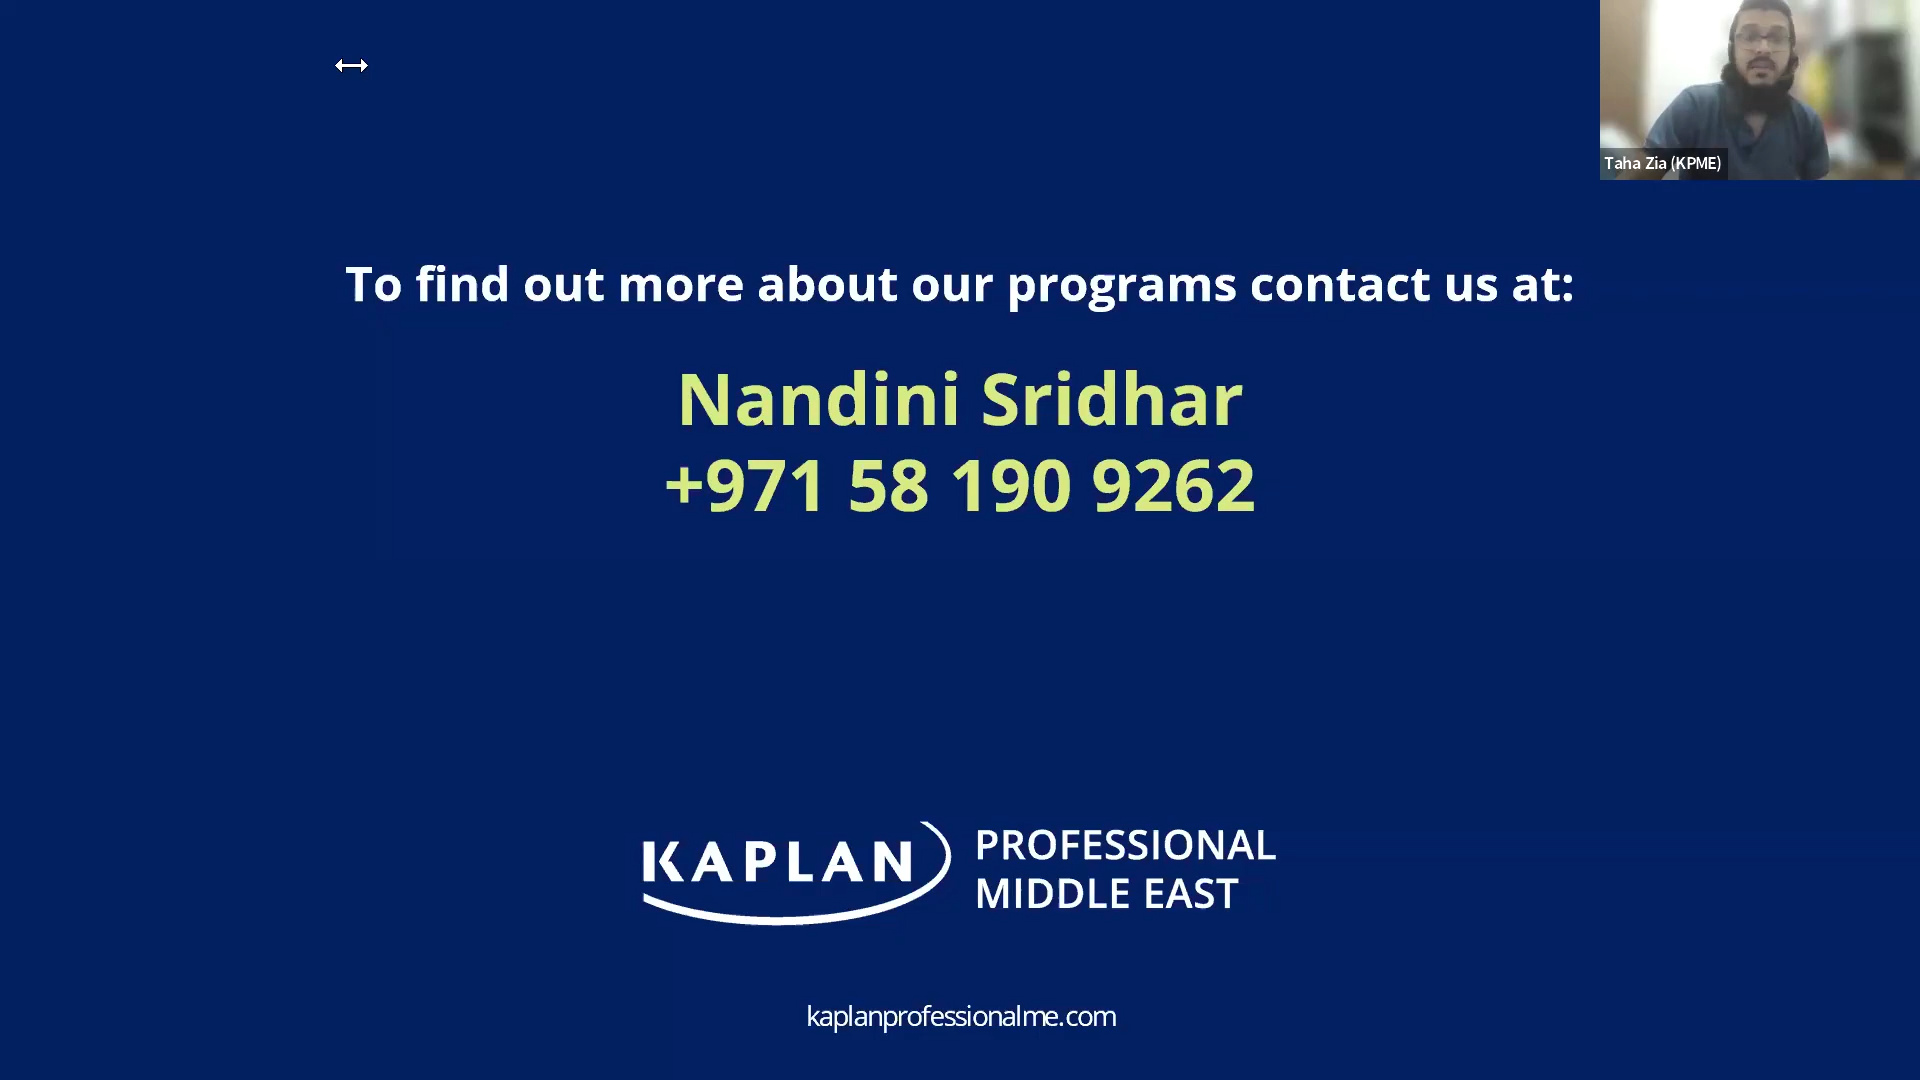 Taha Zia (KPME)
To find out more about our programs contact us at:
Nandini Sridhar
+971 58 190 9262
KAPLAN
PROFESSIONAL
MIDDLE EAST
kaplanprofessionalme.com